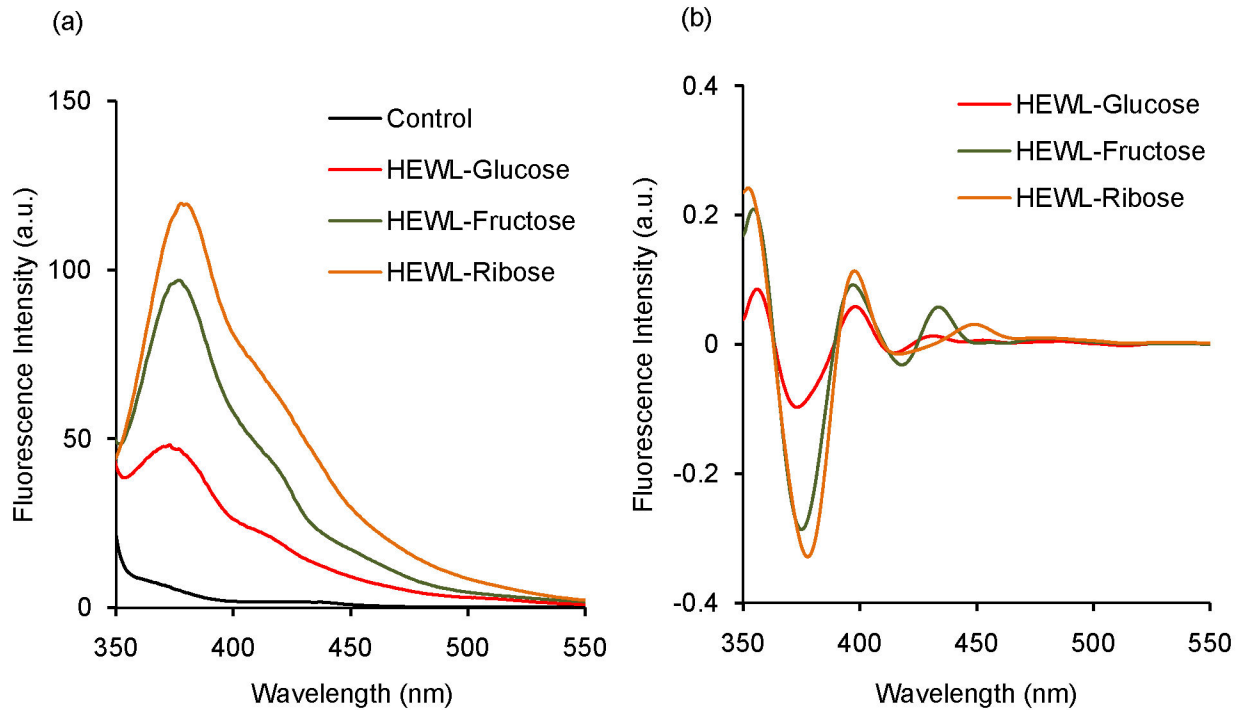 (a)
Fluorescence Intensity (a.u.)
150
100
50
0
Control
HEWL-Glucose
HEWL-Fructose
HEWL-Ribose
350 400 450 500 550
Wavelength (nm)
(b)
Fluorescence Intensity (a.u.)
0.4
0.2
0
-0.2
-0.4
HEWL-Glucose
HEWL-Fructose
HEWL-Ribose
350 400 450 500 550
Wavelength (nm)